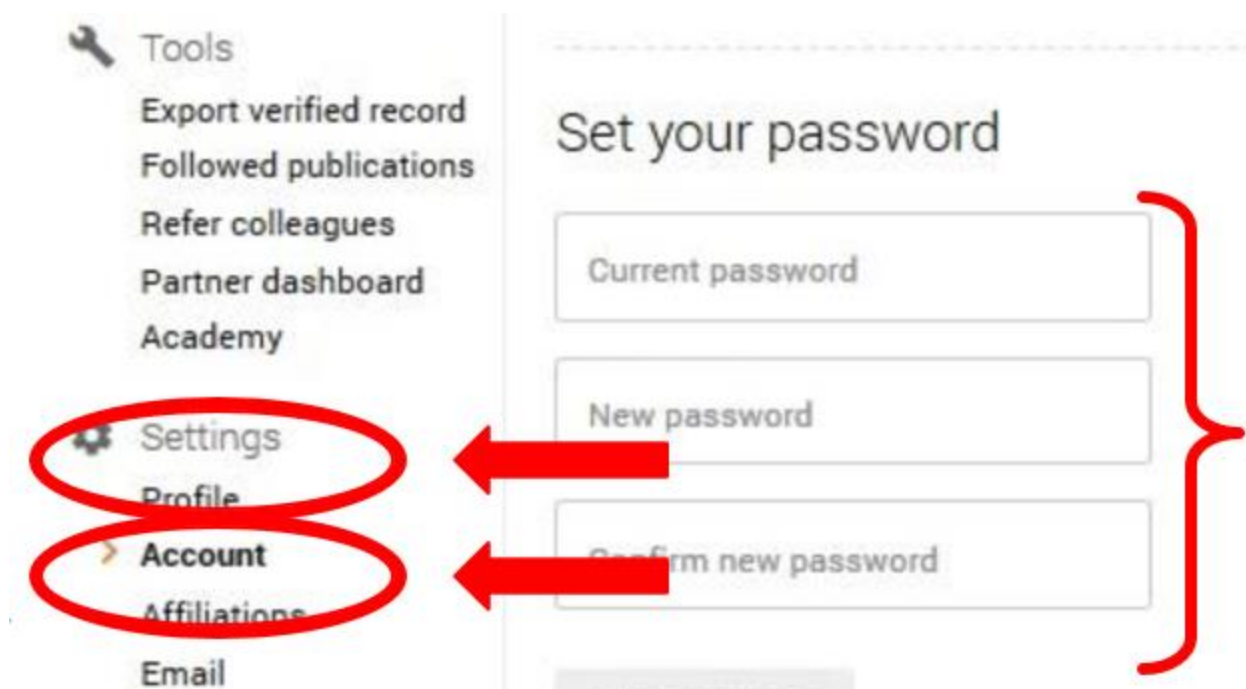 Tools
Export verified record
Followed publications
Refer colleagues
Partner dashboard
Academy
Settings
Profile
Account
Affiliations
Email
Set your password
Current password
New password
Confirm new password